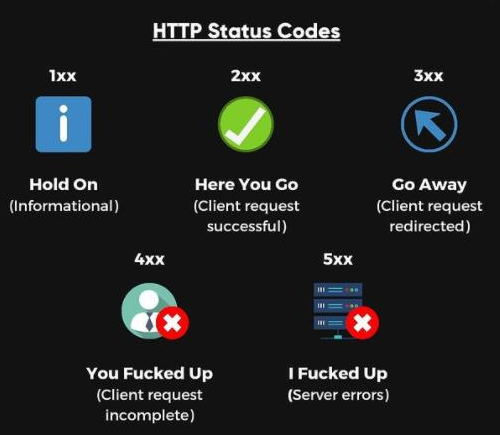 HTTP Status Codes
1xx
2xx
3xx
Hold On
(Informational)
Here You Go
(Client request
successful)
Go Away
(Client request
redirected)
4xx
5xx
You Fucked Up
(Client request
incomplete)
I Fucked Up
(Server errors)